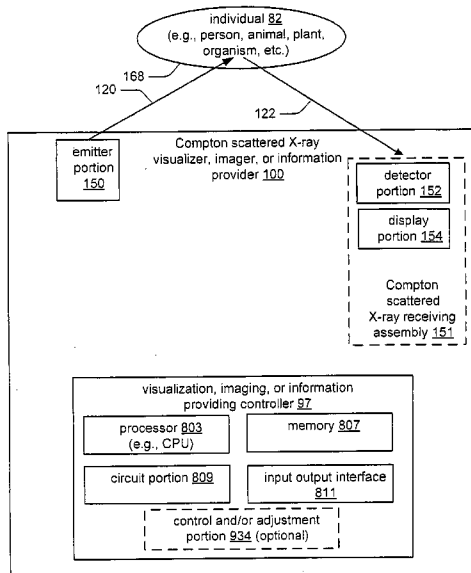 individual 82
(e.g., person, animal, plant,
organism, etc.)
168
120
122
Compton scattered X-ray
visualizer, imager, or information
provider 100
emitter
portion 150
detector
portion 152
display
portion 154
Compton
scattered
X-ray receiving
assembly 151
visualization, imaging, or information
providing controller 97
processor 803
(e.g., CPU)
memory 807
circuit portion 809
input output interface
811
control and/or adjustment
portion 934 (optional)